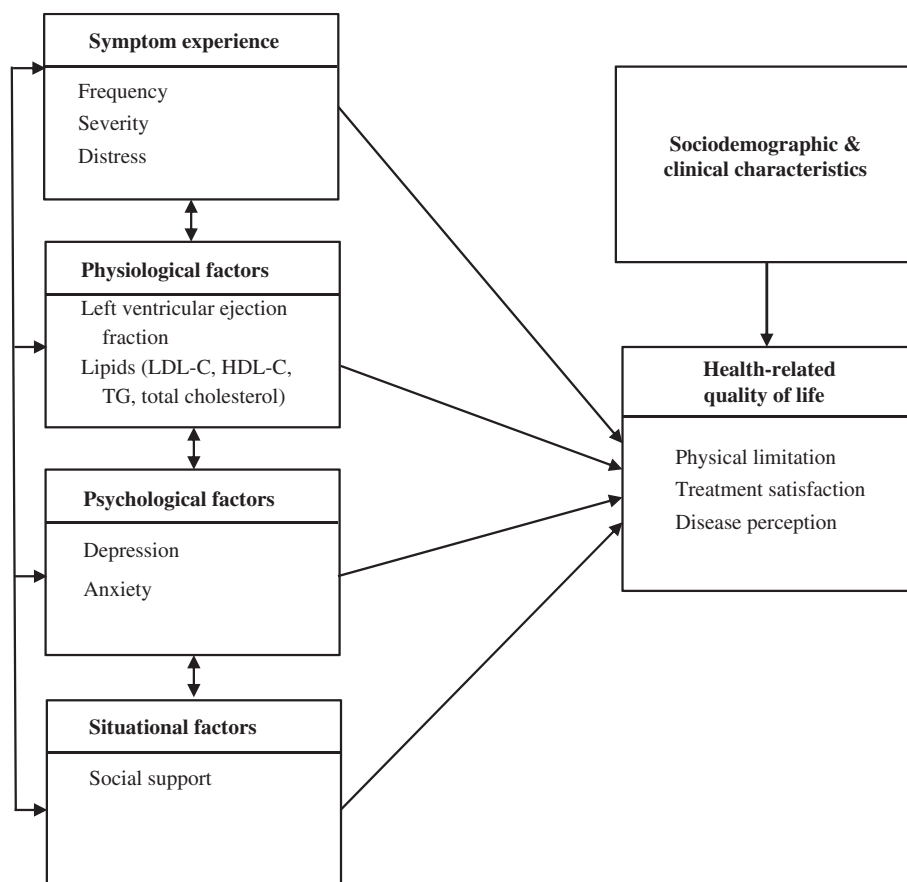 Symptom experience
Frequency
Severity
Distress
Physiological factors
Left ventricular ejection
fraction
Lipids (LDL-C, HDL-C,
TG, total cholesterol)
Psychological factors
Depression
Anxiety
Situational factors
Social support
Sociodemographic &
clinical characteristics
Health-related
quality of life
Physical limitation
Treatment satisfaction
Disease perception